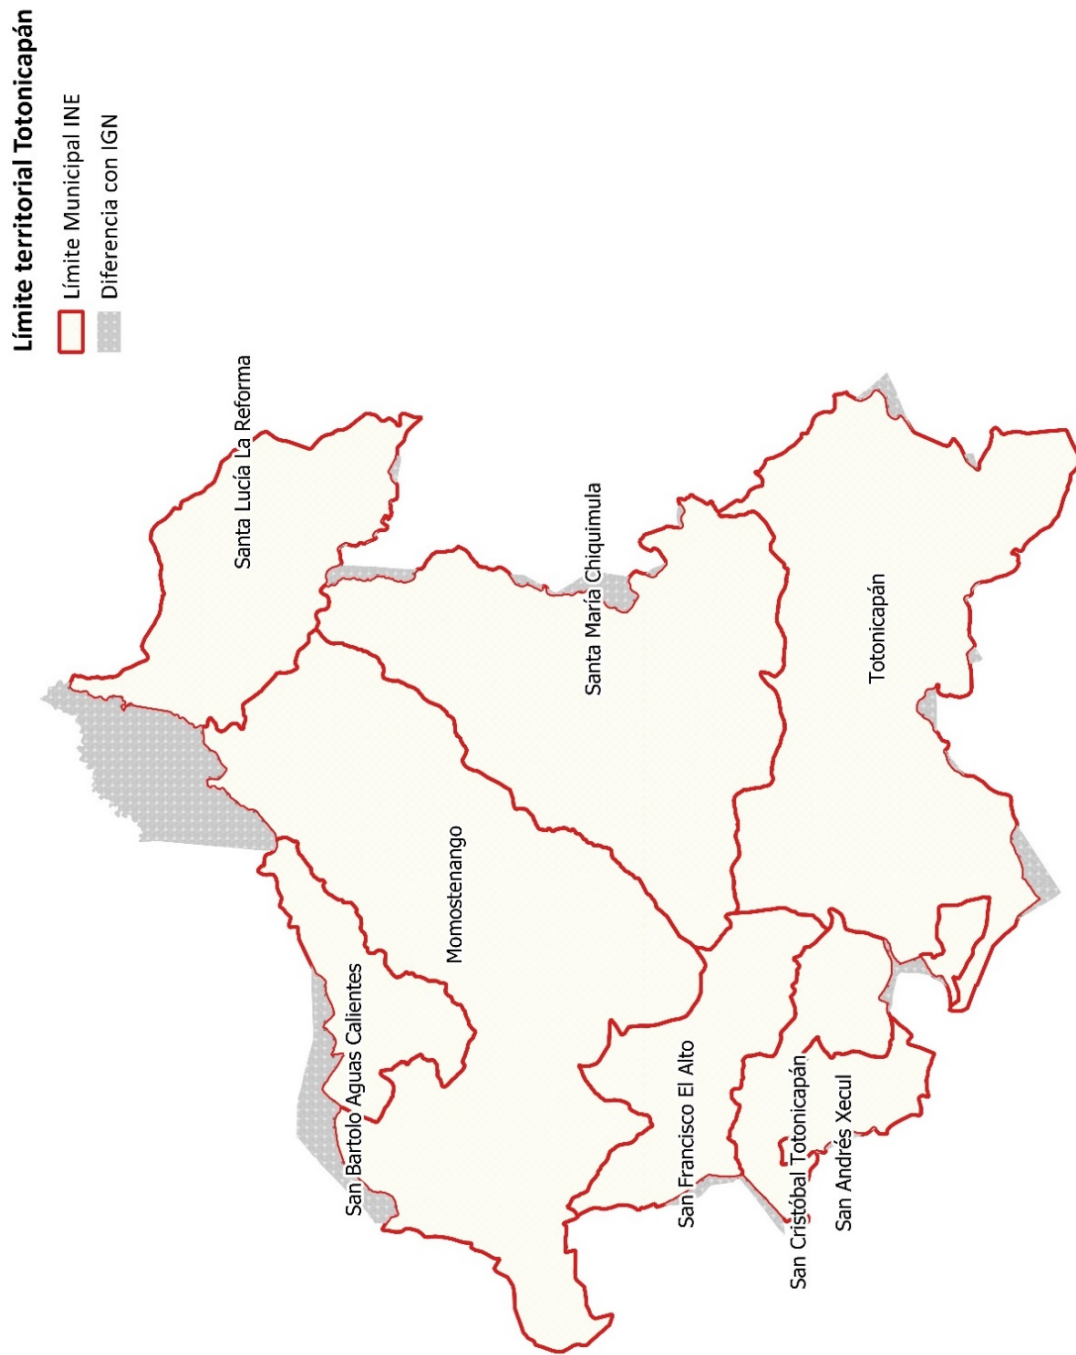 Límite territorial Totonicapán
Límite Municipal INE
Diferencia con IGN
Santa Lucía La Reforma
Momostenango
San Bartolo Aguas Calientes
Santa María Chiquimula
San Francisco El Alto
San Cristóbal Totonicapán
San Andrés Xecul
Totonicapán